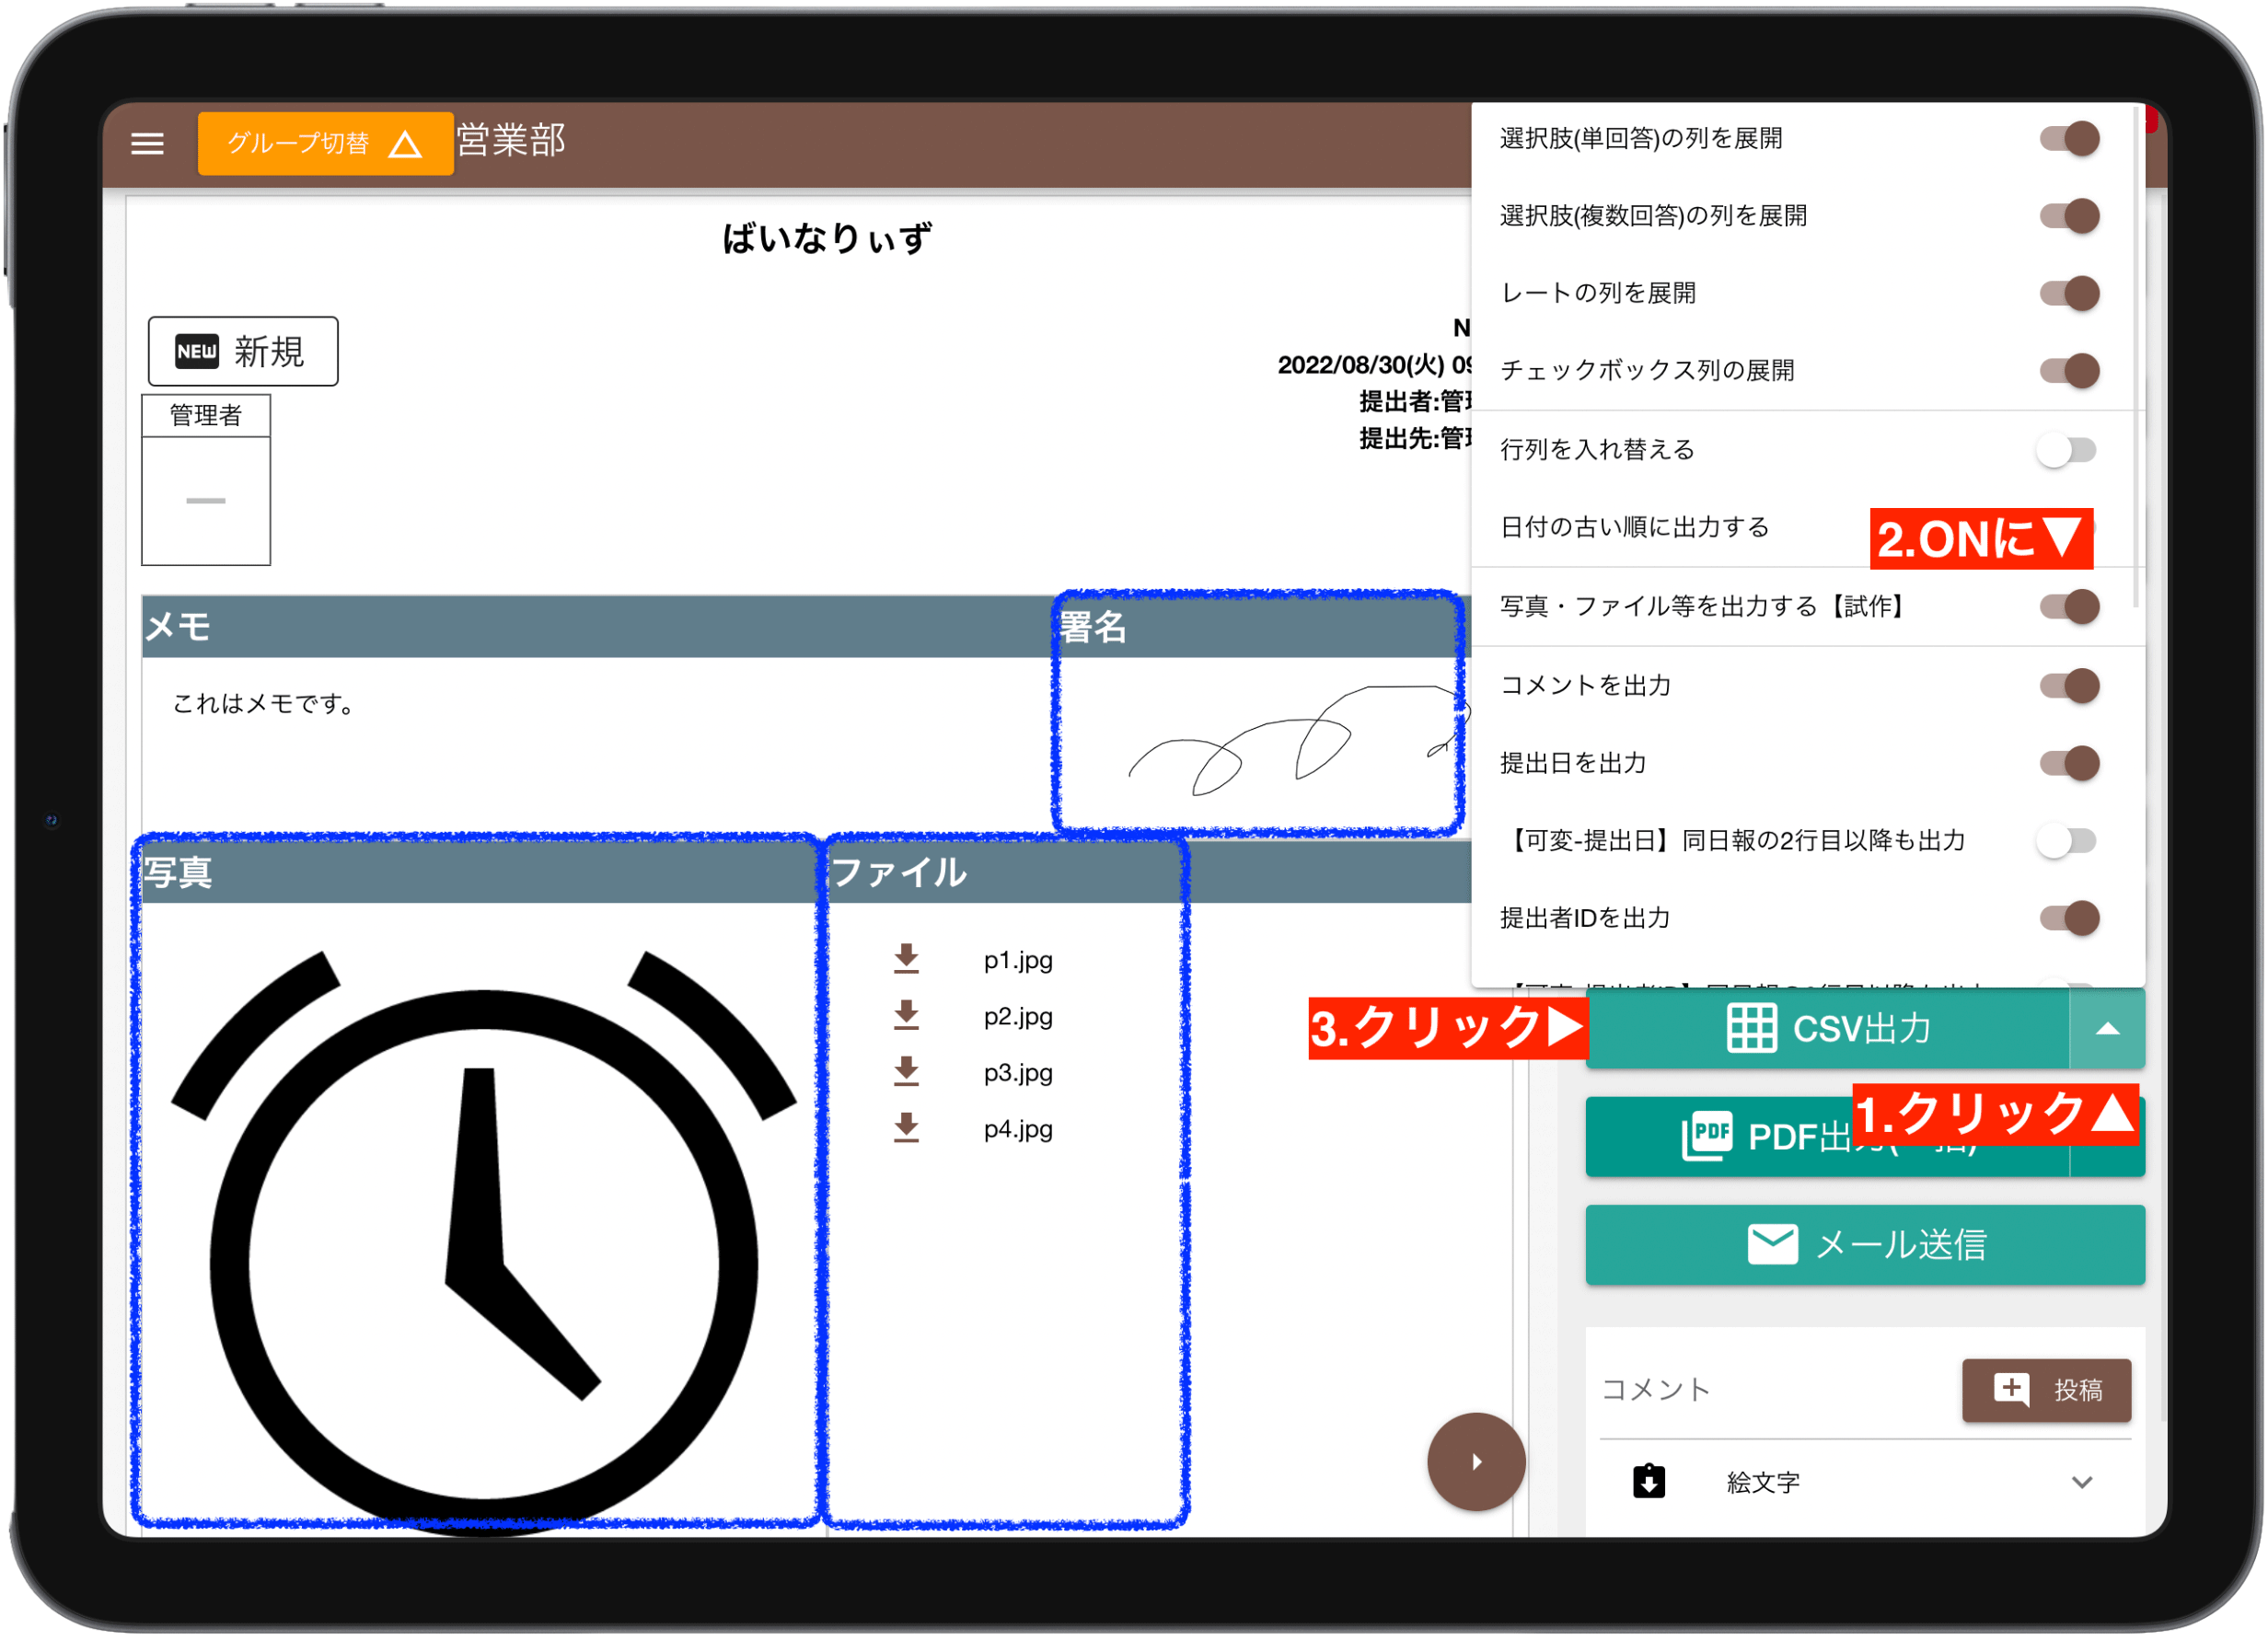 グループ切替
営業部
ばいなりぃず
NEW 新規
管理者
N
2022/08/30(火) 09
提出者:管理
提出先:管理
メモ
署名
これはメモです。
写真
ファイル
p1.jpg
p2.jpg
p3.jpg
p4.jpg
選択肢(単回答)の列を展開
選択肢(複数回答)の列を展開
レートの列を展開
チェックボックス列の展開
行列を入れ替える
日付の古い順に出力する
2.ONに▼
写真・ファイル等を出力する【試作】
コメントを出力
提出日を出力
【可変-提出日】同日報の2行目以降も出力
提出者IDを出力
3.クリック▶
CSV出力
1.クリック▲
PDF PDF出力
メール送信
コメント
投稿
絵文字